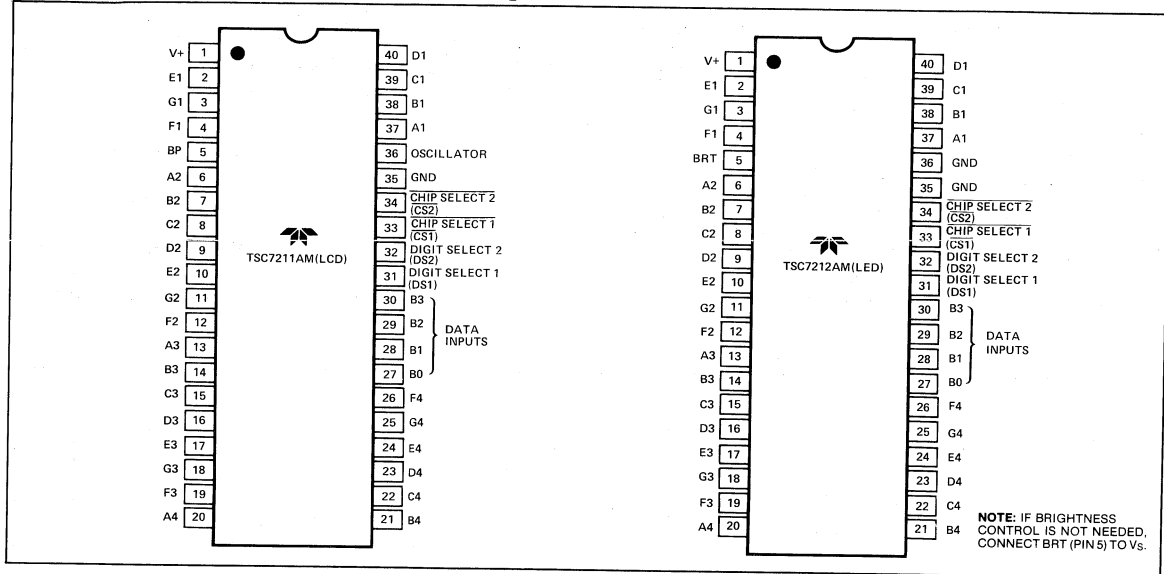 V+ 1
E1 2
G1 3
F1 4
BP 5
A2 6
B2 7
C2 8
D2 9
E2 10
G2 11
F2 12
A3 13
B3 14
C3 15
D3 16
E3 17
G3 18
F3 19
A4 20
TSC7211AM(LCD)
40 D1
39 C1
38 B1
37 A1
36 OSCILLATOR
35 GND
34 CHIP SELECT 2
(CS2)
33 CHIP SELECT 1
(CS1)
32 DIGIT SELECT 2
(DS2)
31 DIGIT SELECT 1
(DS1)
30 B3
29 B2
28 B1
27 B0
DATA
INPUTS
26 F4
25 G4
24 E4
23 D4
22 C4
21 B4
V+ 1
E1 2
G1 3
F1 4
BRT 5
A2 6
B2 7
C2 8
D2 9
E2 10
G2 11
F2 12
A3 13
B3 14
C3 15
D3 16
E3 17
G3 18
F3 19
A4 20
TSC7212AM(LED)
40 D1
39 C1
38 B1
37 A1
36 GND
35 GND
34 CHIP SELECT 2
(CS2)
33 CHIP SELECT 1
(CS1)
32 DIGIT SELECT 2
(DS2)
31 DIGIT SELECT 1
(DS1)
30 B3
29 B2
28 B1
27 B0
DATA
INPUTS
26 F4
25 G4
24 E4
23 D4
22 C4
21 B4
NOTE: IF BRIGHTNESS
CONTROL IS NOT NEEDED,
CONNECT BRT (PIN 5) TO Vs.